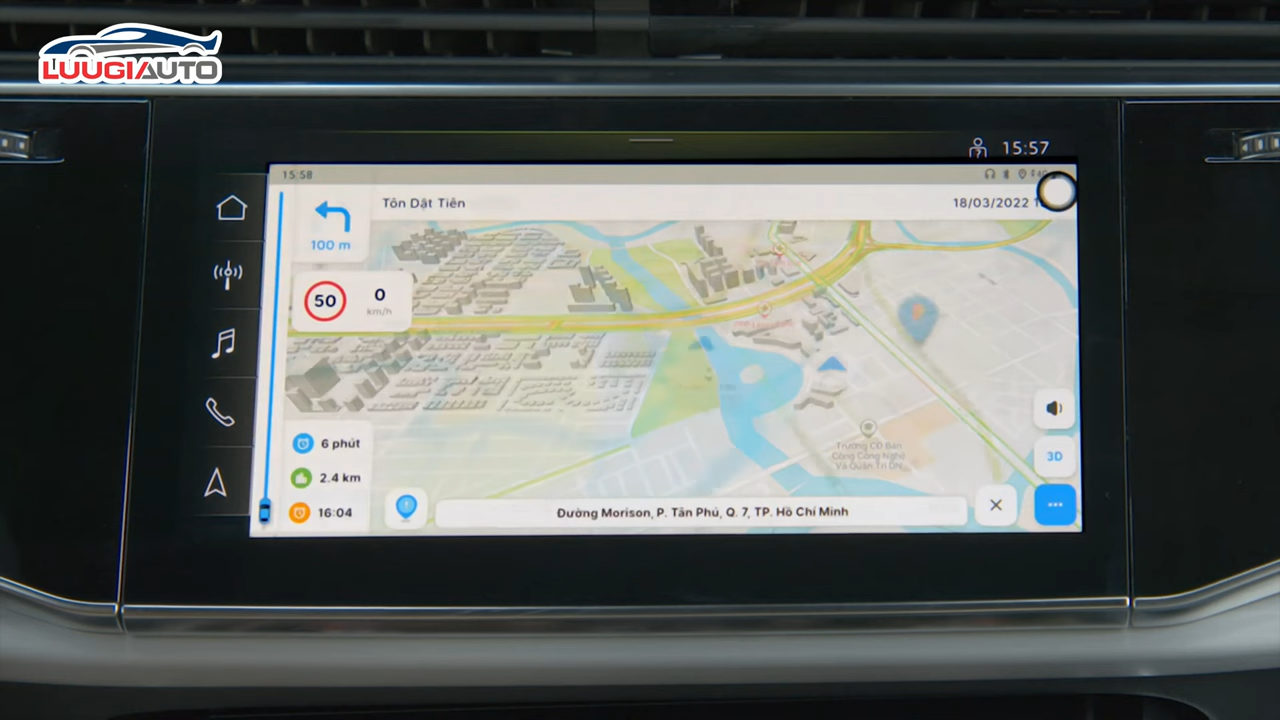 LUUGIAUTO
15:57
15:58
Tôn Dật Tiên
18/03/2022
100 m
50
0
km/h
6 phút
2.4 km
16:04
Trường CĐ Bán
Công Công Nghệ
Và Quản Trị DN
3D
Đường Morison, P. Tân Phú, Q. 7, TP. Hồ Chí Minh